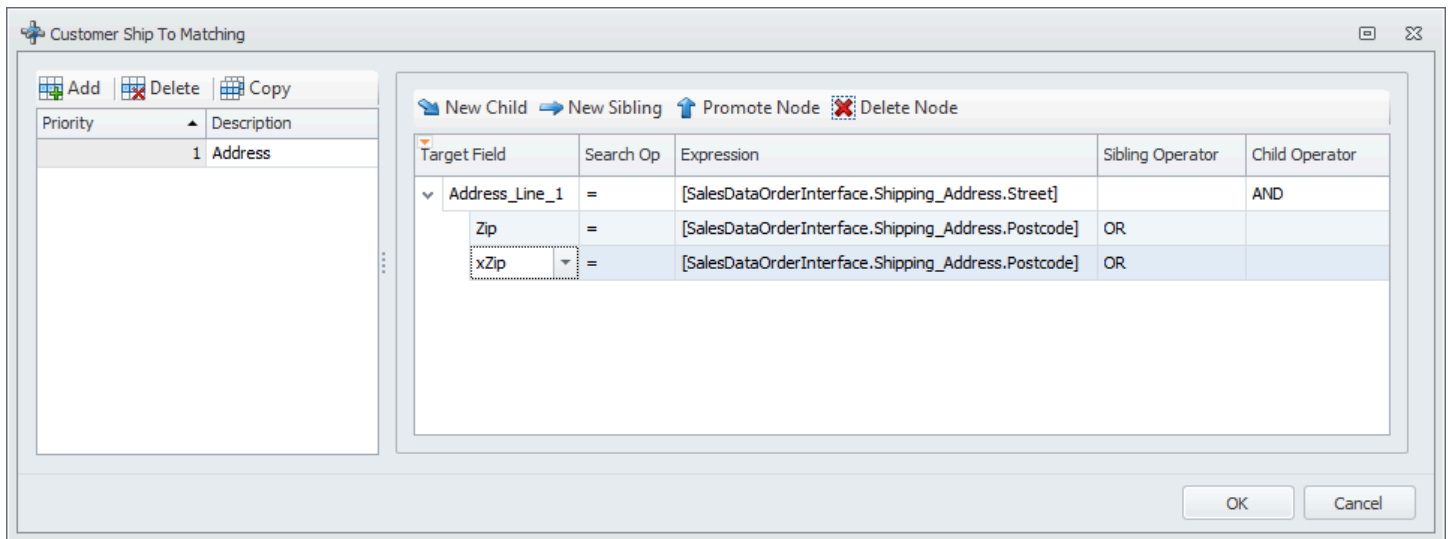 Customer Ship To Matching
Add Delete Copy
New Child New Sibling Promote Node Delete Node
Priority Description
1 Address
Target Field Search Op Expression Sibling Operator Child Operator
Address_Line_1 = [SalesDataOrderInterface.Shipping_Address.Street] AND
Zip = [SalesDataOrderInterface.Shipping_Address.Postcode] OR
xZip = [SalesDataOrderInterface.Shipping_Address.Postcode] OR
OK Cancel